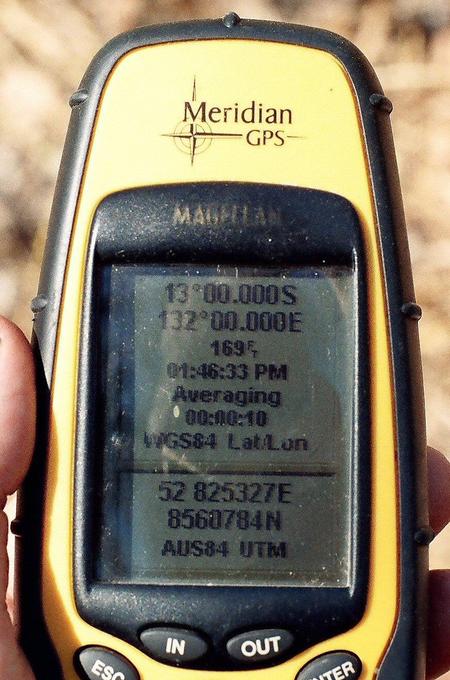 Meridian
GPS
MAGELLAN
13°00.000S
132°00.000E
169
01:46:33 PM
Averaging
00:00:10
WGS84 Lat/Lon
52 825327E
8560784N
AUS84 UTM
IN OUT
ESC
ENTER